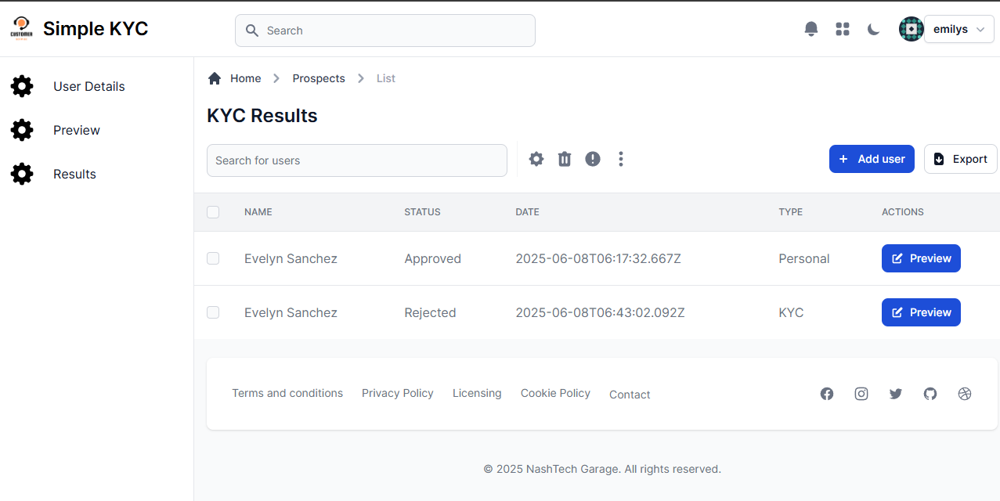 CUSTOMER
Simple KYC
Search
emilys
User Details
Preview
Results
Home Prospects List
KYC Results
Search for users
Add user
Export
NAME STATUS DATE TYPE ACTIONS
Evelyn Sanchez Approved 2025-06-08T06:17:32.667Z Personal Preview
Evelyn Sanchez Rejected 2025-06-08T06:43:02.092Z KYC Preview
Terms and conditions Privacy Policy Licensing Cookie Policy Contact
© 2025 NashTech Garage. All rights reserved.